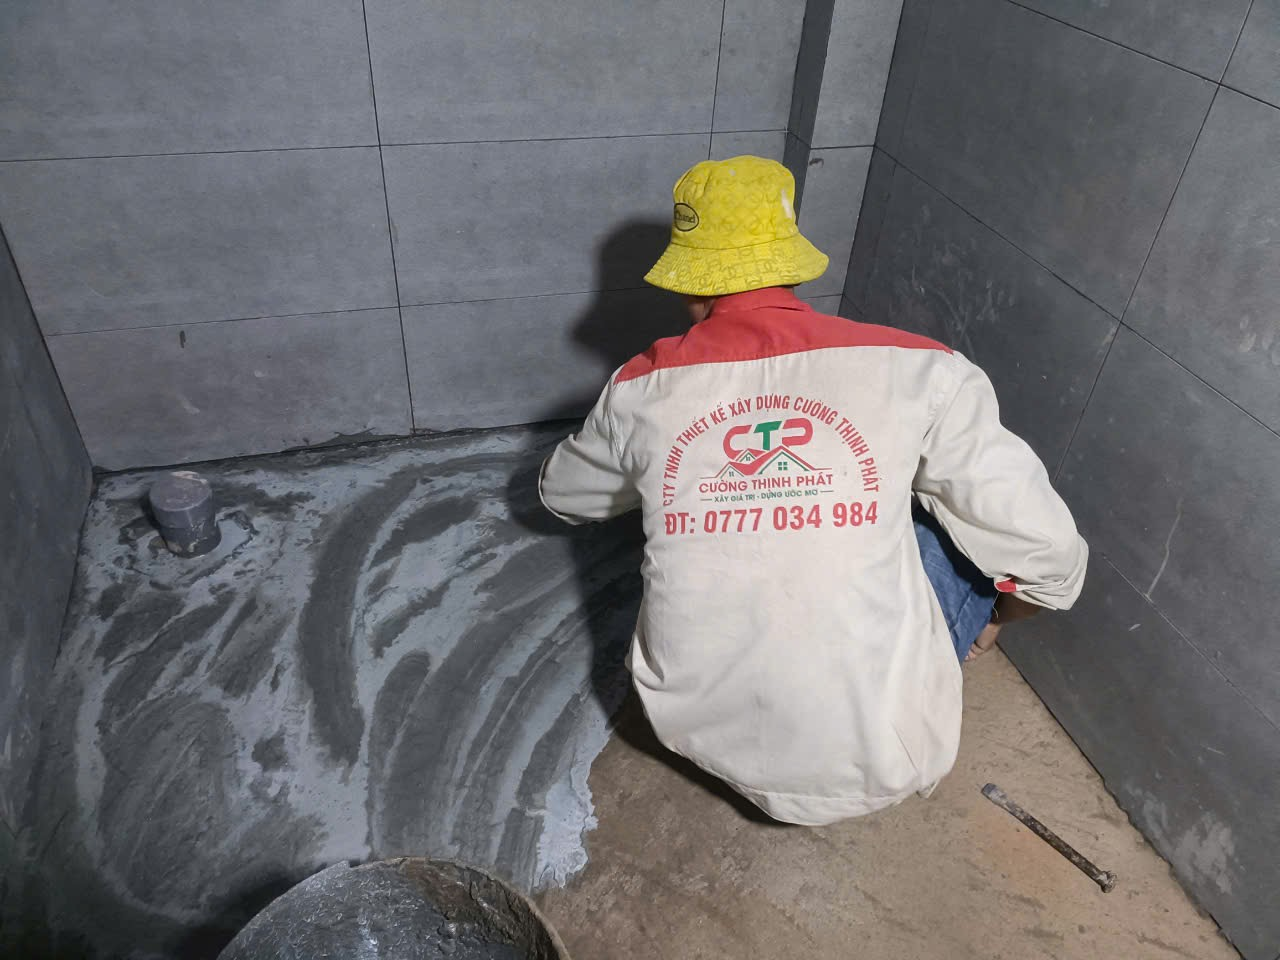 Chanel
CTY TNHH THIẾT KẾ XÂY DỰNG CƯỜNG THỊNH PHÁT
CTP
CƯỜNG THỊNH PHÁT
XÂY GIÁ TRỊ - DỰNG ƯỚC MƠ
ĐT: 0777 034 984